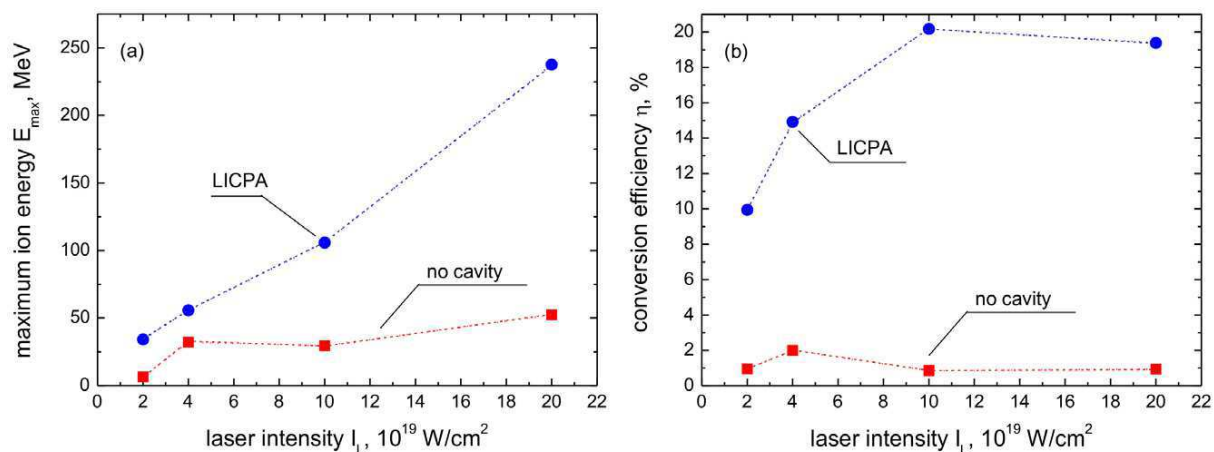 (a)
maximum ion energy E_max, MeV
250
200
150
100
50
0
LICPA
no cavity
0 2 4 6 8 10 12 14 16 18 20 22
laser intensity I_L, 10^19 W/cm^2
(b)
conversion efficiency η, %
20
18
16
14
12
10
8
6
4
2
0
LICPA
no cavity
0 2 4 6 8 10 12 14 16 18 20 22
laser intensity I_L, 10^19 W/cm^2